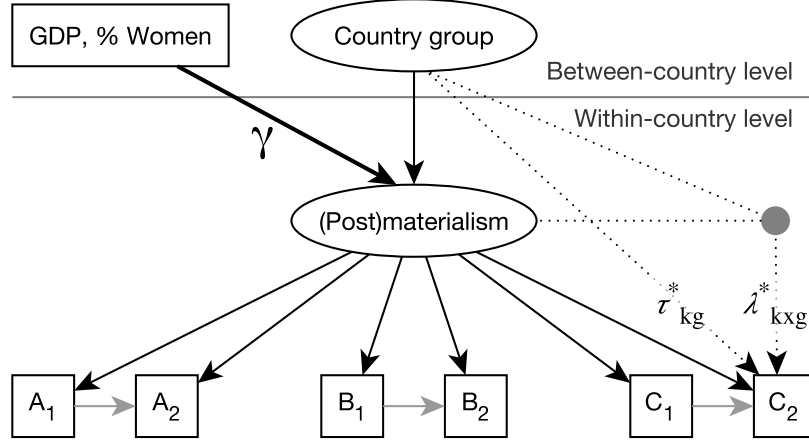 GDP, % Women
Country group
Between-country level
Within-country level
γ
(Post)materialism
τ*kg
λ*kxg
A1
A2
B1
B2
C1
C2